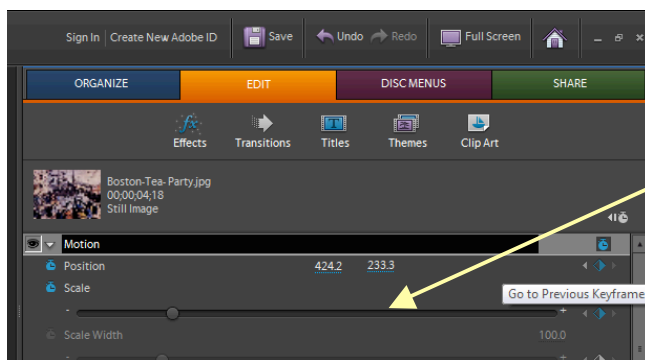 Sign In | Create New Adobe ID Save Undo Redo Full Screen
ORGANIZE EDIT DISC MENUS SHARE
fx
Effects Transitions Titles Themes Clip Art
Boston-Tea-Party.jpg
00;00;04;18
Still Image
Motion
Position 424.2 233.3
Scale
Go to Previous Keyframe
- +
Scale Width 100.0
- +